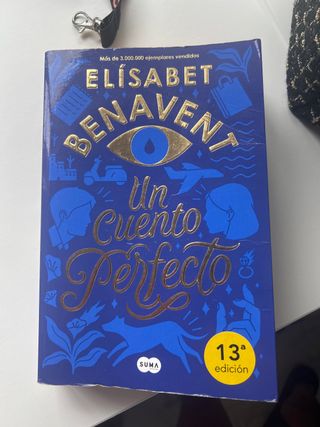 Más de 3.000.000 ejemplares vendidos
ELÍSABET
BENAVENT
Un
Cuento
Perfecto
SUMA
13ª
edición